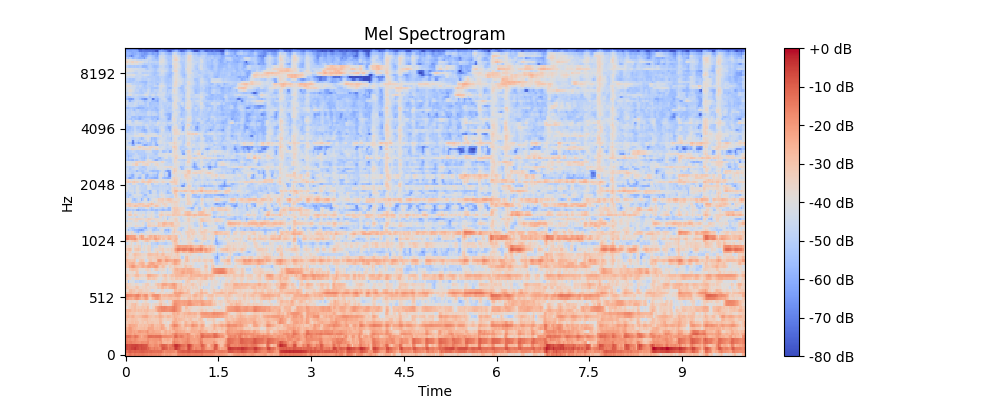 Mel Spectrogram
Hz
8192
4096
2048
1024
512
0
0 1.5 3 4.5 6 7.5 9
Time
+0 dB
-10 dB
-20 dB
-30 dB
-40 dB
-50 dB
-60 dB
-70 dB
-80 dB